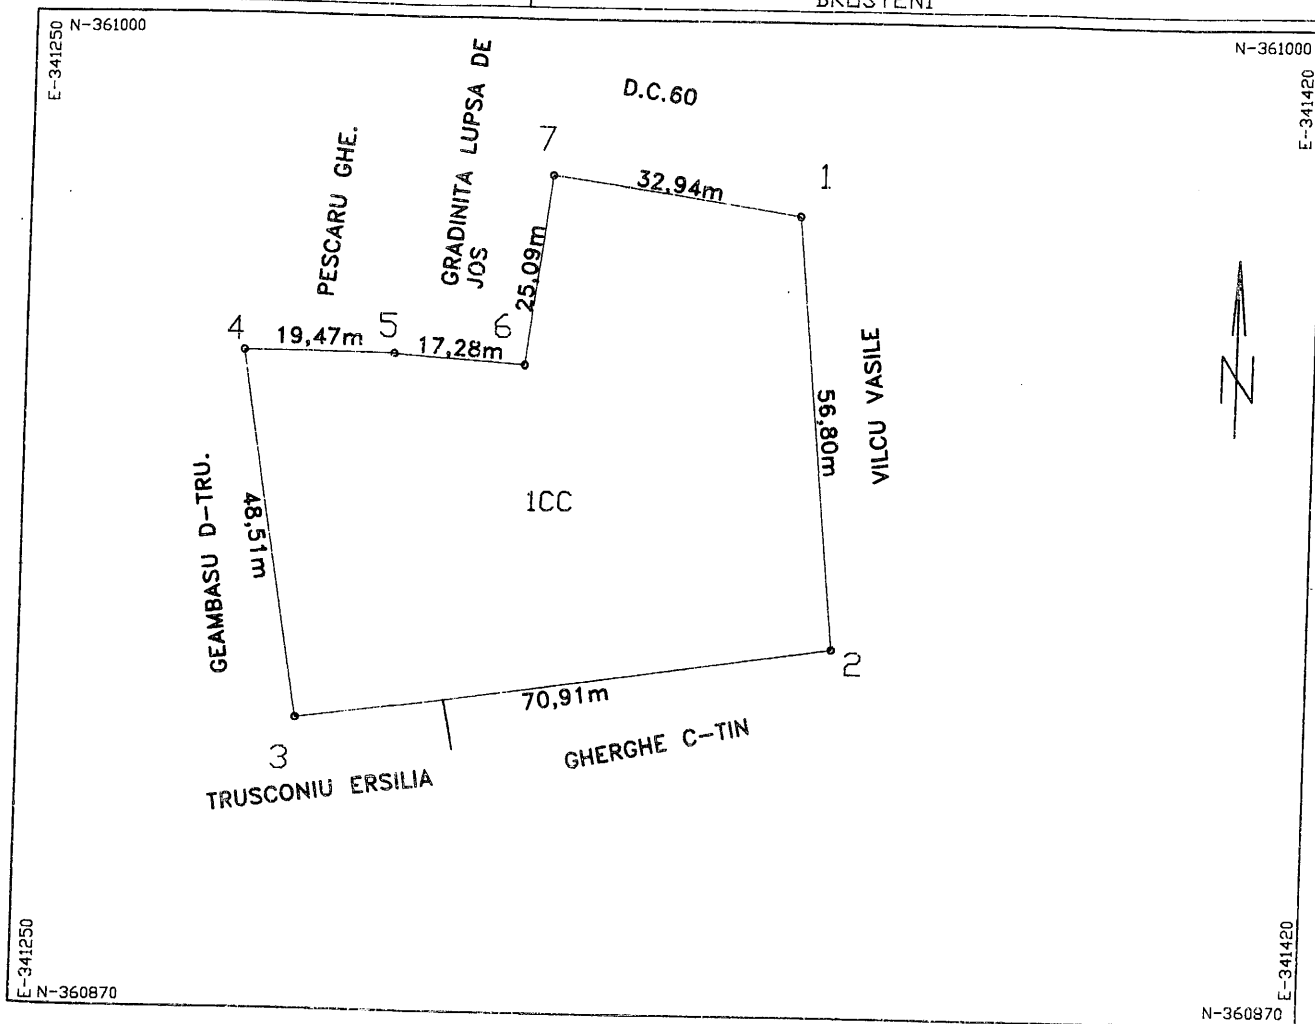 BROSTENI
N-361000
N-361000
E-341250
E-341420
D.C.60
PESCARU GHE.
GRADINITA LUPSA DE
JOS
7
32,94m
1
25,09m
4
19,47m
5
17,28m
6
56,80m
VILCU VASILE
N
GEAMBASU D-TRU.
48,51m
1CC
2
70,91m
3
GHERGHE C-TIN
TRUSCONIU ERSILIA
E-341250
N-360870
E-341420
N-360870